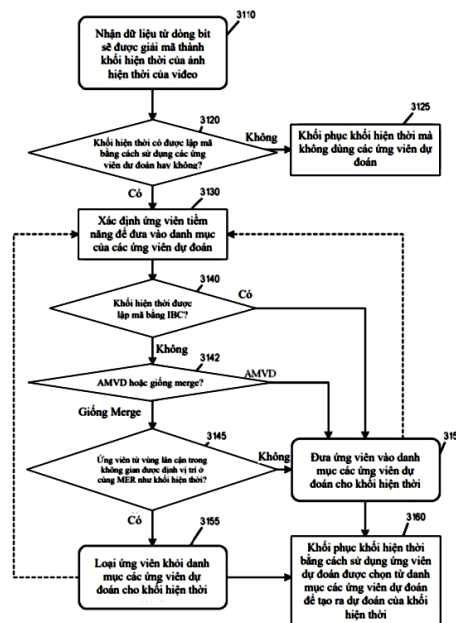 3110
Nhận dữ liệu từ dòng bít
sẽ được giải mã thành
khối hiện thời của ảnh
hiện thời của video
3120
Khối hiện thời có được lập mã
bằng cách sử dụng các ứng
viên dự đoán hay không?
Không
3125
Khối phục khối hiện thời mà
không dùng các ứng viên dự
đoán
Có
3130
Xác định ứng viên tiềm
năng để đưa vào danh mục
của các ứng viên dự đoán
3140
Khối hiện thời được
lập mã bằng IBC?
Có
Không
3142
AMVD hoặc giống merge?
AMVD
Giống Merge
3145
Ứng viên từ vùng lân cận trong
không gian được định vị trí ở
cùng MER như khối hiện thời?
Không
315
Đưa ứng viên vào danh
mục các ứng viên dự
đoán cho khối hiện thời
Có
3155
Loại ứng viên khỏi danh
mục các ứng viên dự
đoán cho khối hiện thời
3160
Khối phục khối hiện thời
bằng cách sử dụng ứng viên
dự đoán được chọn từ danh
mục các ứng viên dự đoán
để tạo ra dự đoán của khối
hiện thời